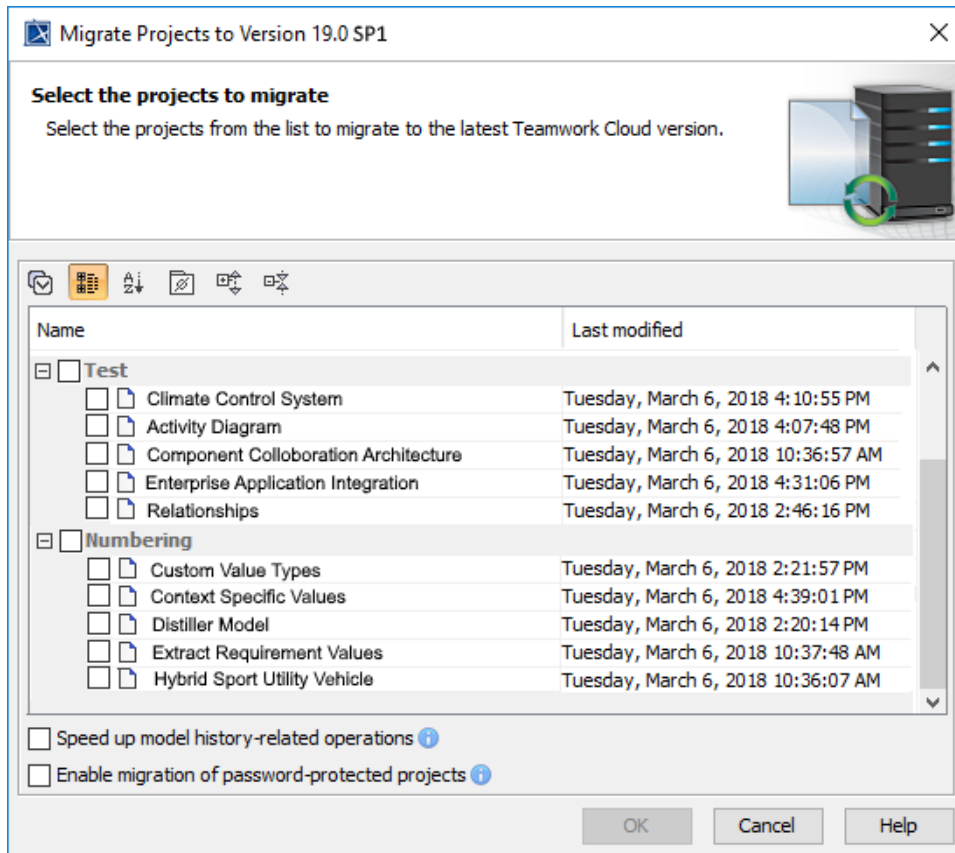 Migrate Projects to Version 19.0 SP1
Select the projects to migrate
Select the projects from the list to migrate to the latest Teamwork Cloud version.
Name Last modified
Test
Climate Control System Tuesday, March 6, 2018 4:10:55 PM
Activity Diagram Tuesday, March 6, 2018 4:07:48 PM
Component Colloboration Architecture Tuesday, March 6, 2018 10:36:57 AM
Enterprise Application Integration Tuesday, March 6, 2018 4:31:06 PM
Relationships Tuesday, March 6, 2018 2:46:16 PM
Numbering
Custom Value Types Tuesday, March 6, 2018 2:21:57 PM
Context Specific Values Tuesday, March 6, 2018 4:39:01 PM
Distiller Model Tuesday, March 6, 2018 2:20:14 PM
Extract Requirement Values Tuesday, March 6, 2018 10:37:48 AM
Hybrid Sport Utility Vehicle Tuesday, March 6, 2018 10:36:07 AM
Speed up model history-related operations
Enable migration of password-protected projects
OK Cancel Help